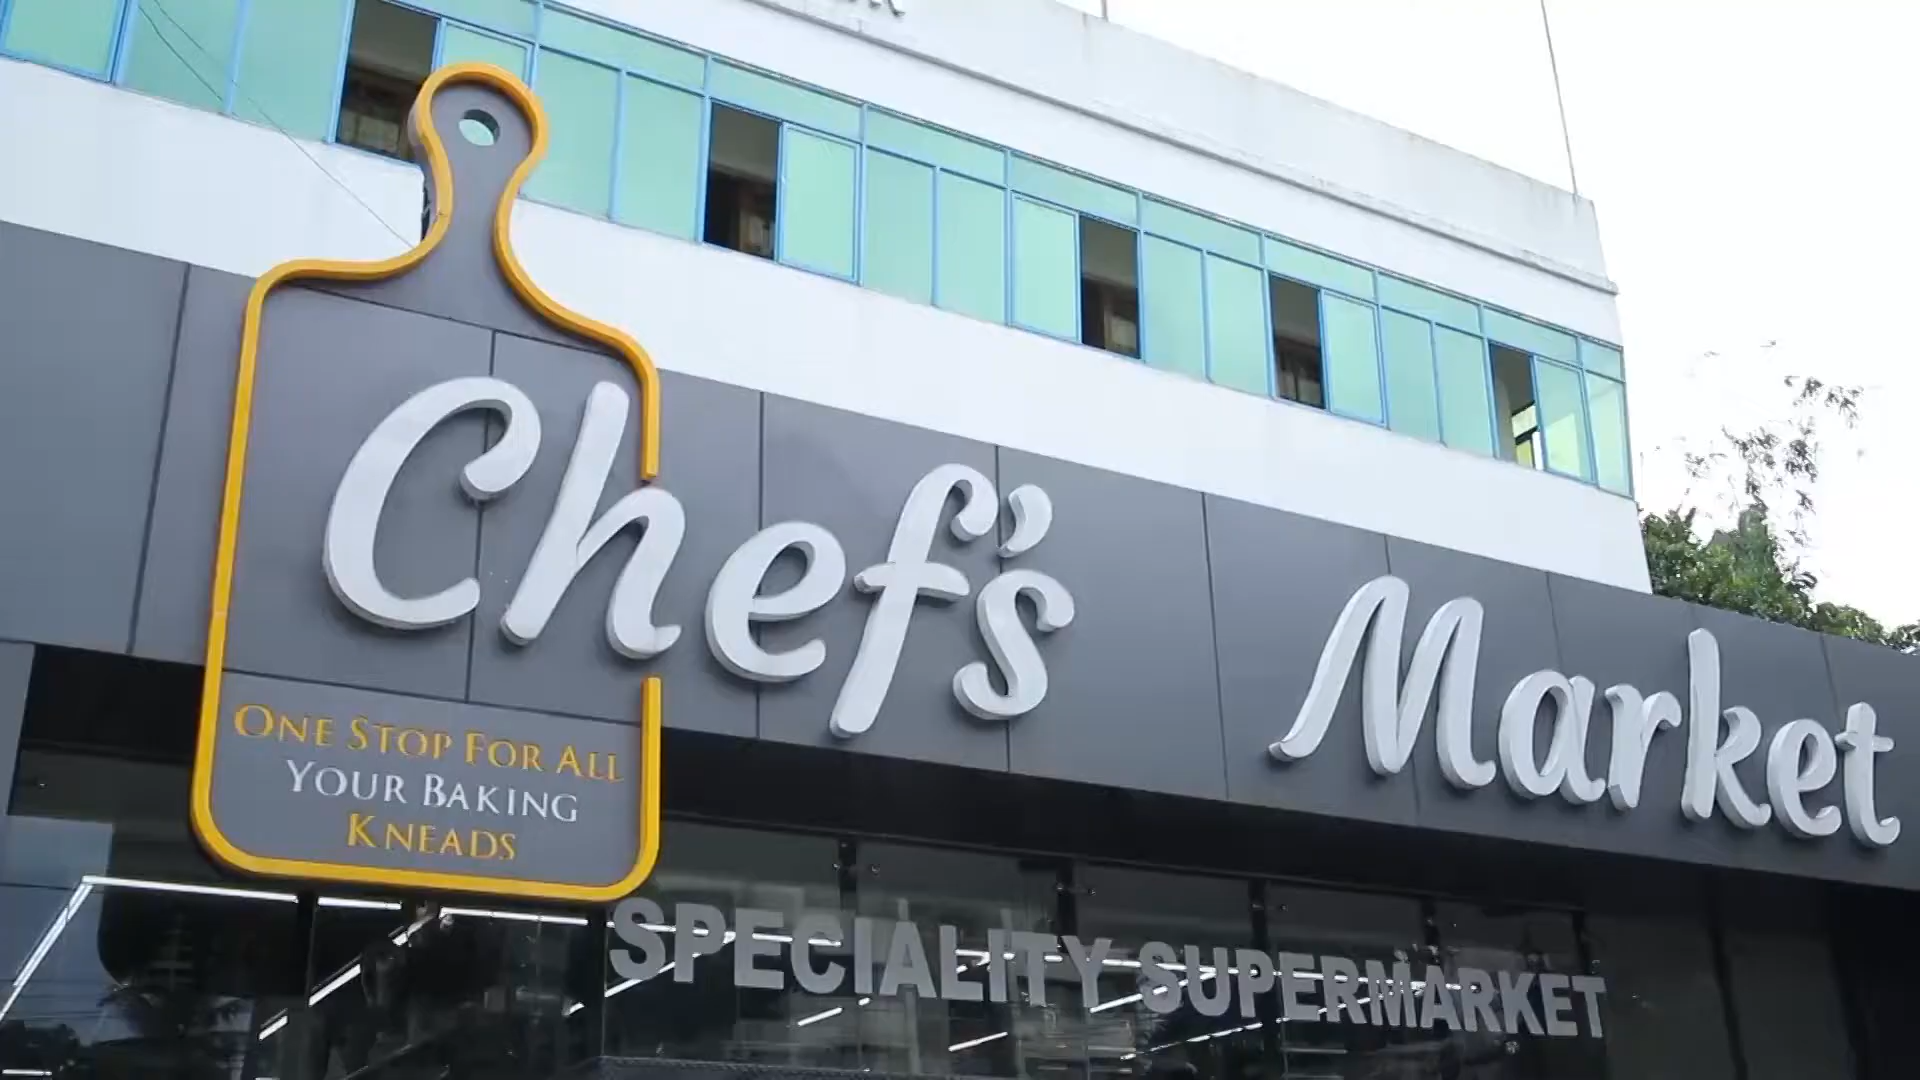 Chef's Market
ONE STOP FOR ALL
YOUR BAKING
KNEADS
SPECIALITY SUPERMARKET